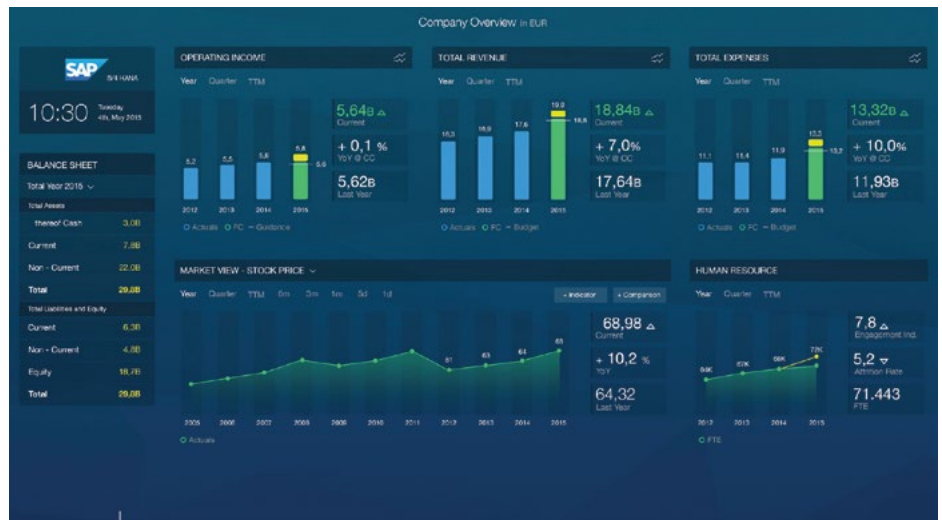 Company Overview in EUR
SAP
10:30
Tuesday
4th, May 2015
BALANCE SHEET
Total Year 2015
Total Assets
thereof Cash 3,0B
Current 7,8B
Non - Current 22,0B
Total 29,8B
Total Liabilities and Equity
Current 6,3B
Non - Current 4,8B
Equity 18,7B
Total 29,8B
OPERATING INCOME
Year Quarter TTM
5,2 5,5 5,6 5,8 5,6
2012 2013 2014 2015
Actuals FC Guidance
5,64B
Current
+ 0,1 %
YoY @ CC
5,62B
Last Year
TOTAL REVENUE
Year Quarter TTM
16,3 16,9 17,6 19,0 18,8
2012 2013 2014 2015
Actuals FC Budget
18,84B
Current
+ 7,0%
YoY @ CC
17,64B
Last Year
TOTAL EXPENSES
Year Quarter TTM
11,1 11,4 11,9 13,3 13,2
2012 2013 2014 2015
Actuals FC Budget
13,32B
Current
+ 10,0%
YoY @ CC
11,93B
Last Year
MARKET VIEW - STOCK PRICE
Year Quarter TTM 6m 3m 1m 5d 1d
+ Indicator + Comparison
61 63 64 68
2005 2006 2007 2008 2009 2010 2011 2012 2013 2014 2015
Actuals
68,98
Current
+ 10,2 %
YoY
64,32
Last Year
HUMAN RESOURCE
Year Quarter TTM
64K 67K 69K 72K
2012 2013 2014 2015
FTE
7,8
Engagement Ind.
5,2
Attrition Rate
71.443
FTE